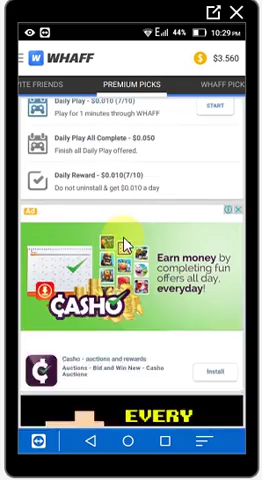 44% 10:29PM
WHAFF $3.560
ITE FRIENDS PREMIUM PICKS WHAFF PICK
Daily Play - $0.010 (7/10)
Play for 1 minutes through WHAFF
START
Daily Play All Complete - $0.050
Finish all Daily Play offered.
Daily Reward - $0.010(7/10)
Do not uninstall & get $0.010 a day
Ad
Earn money by
completing fun
offers all day,
everyday!
CASHO
Casho - auctions and rewards
Auctions - Bid and Win New - Casho
Auctions
Install
EVERY